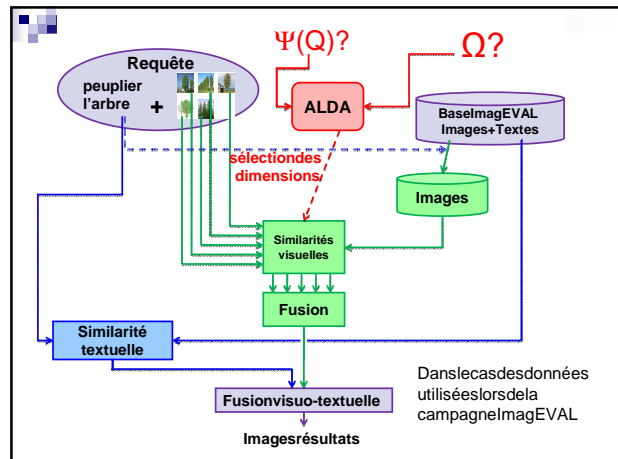 Ψ(Q)?
Ω?
Requête
peuplier
l'arbre
+
ALDA
BaseImagEVAL
Images+Textes
sélectiondes
dimensions
Images
Similarités
visuelles
Fusion
Similarité
textuelle
Danslecasdesdonnées
utiliséeslorsdela
campagneImagEVAL
Fusionvisuo-textuelle
Imagesrésultats